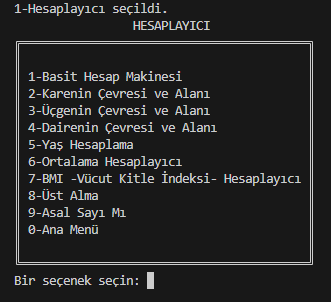 1-Hesaplayıcı seçildi.
HESAPLAYICI
1-Basit Hesap Makinesi
2-Karenin Çevresi ve Alanı
3-Üçgenin Çevresi ve Alanı
4-Dairenin Çevresi ve Alanı
5-Yaş Hesaplama
6-Ortalama Hesaplayıcı
7-BMI -Vücut Kitle İndeksi- Hesaplayıcı
8-Üst Alma
9-Asal Sayı Mı
0-Ana Menü
Bir seçenek seçin: